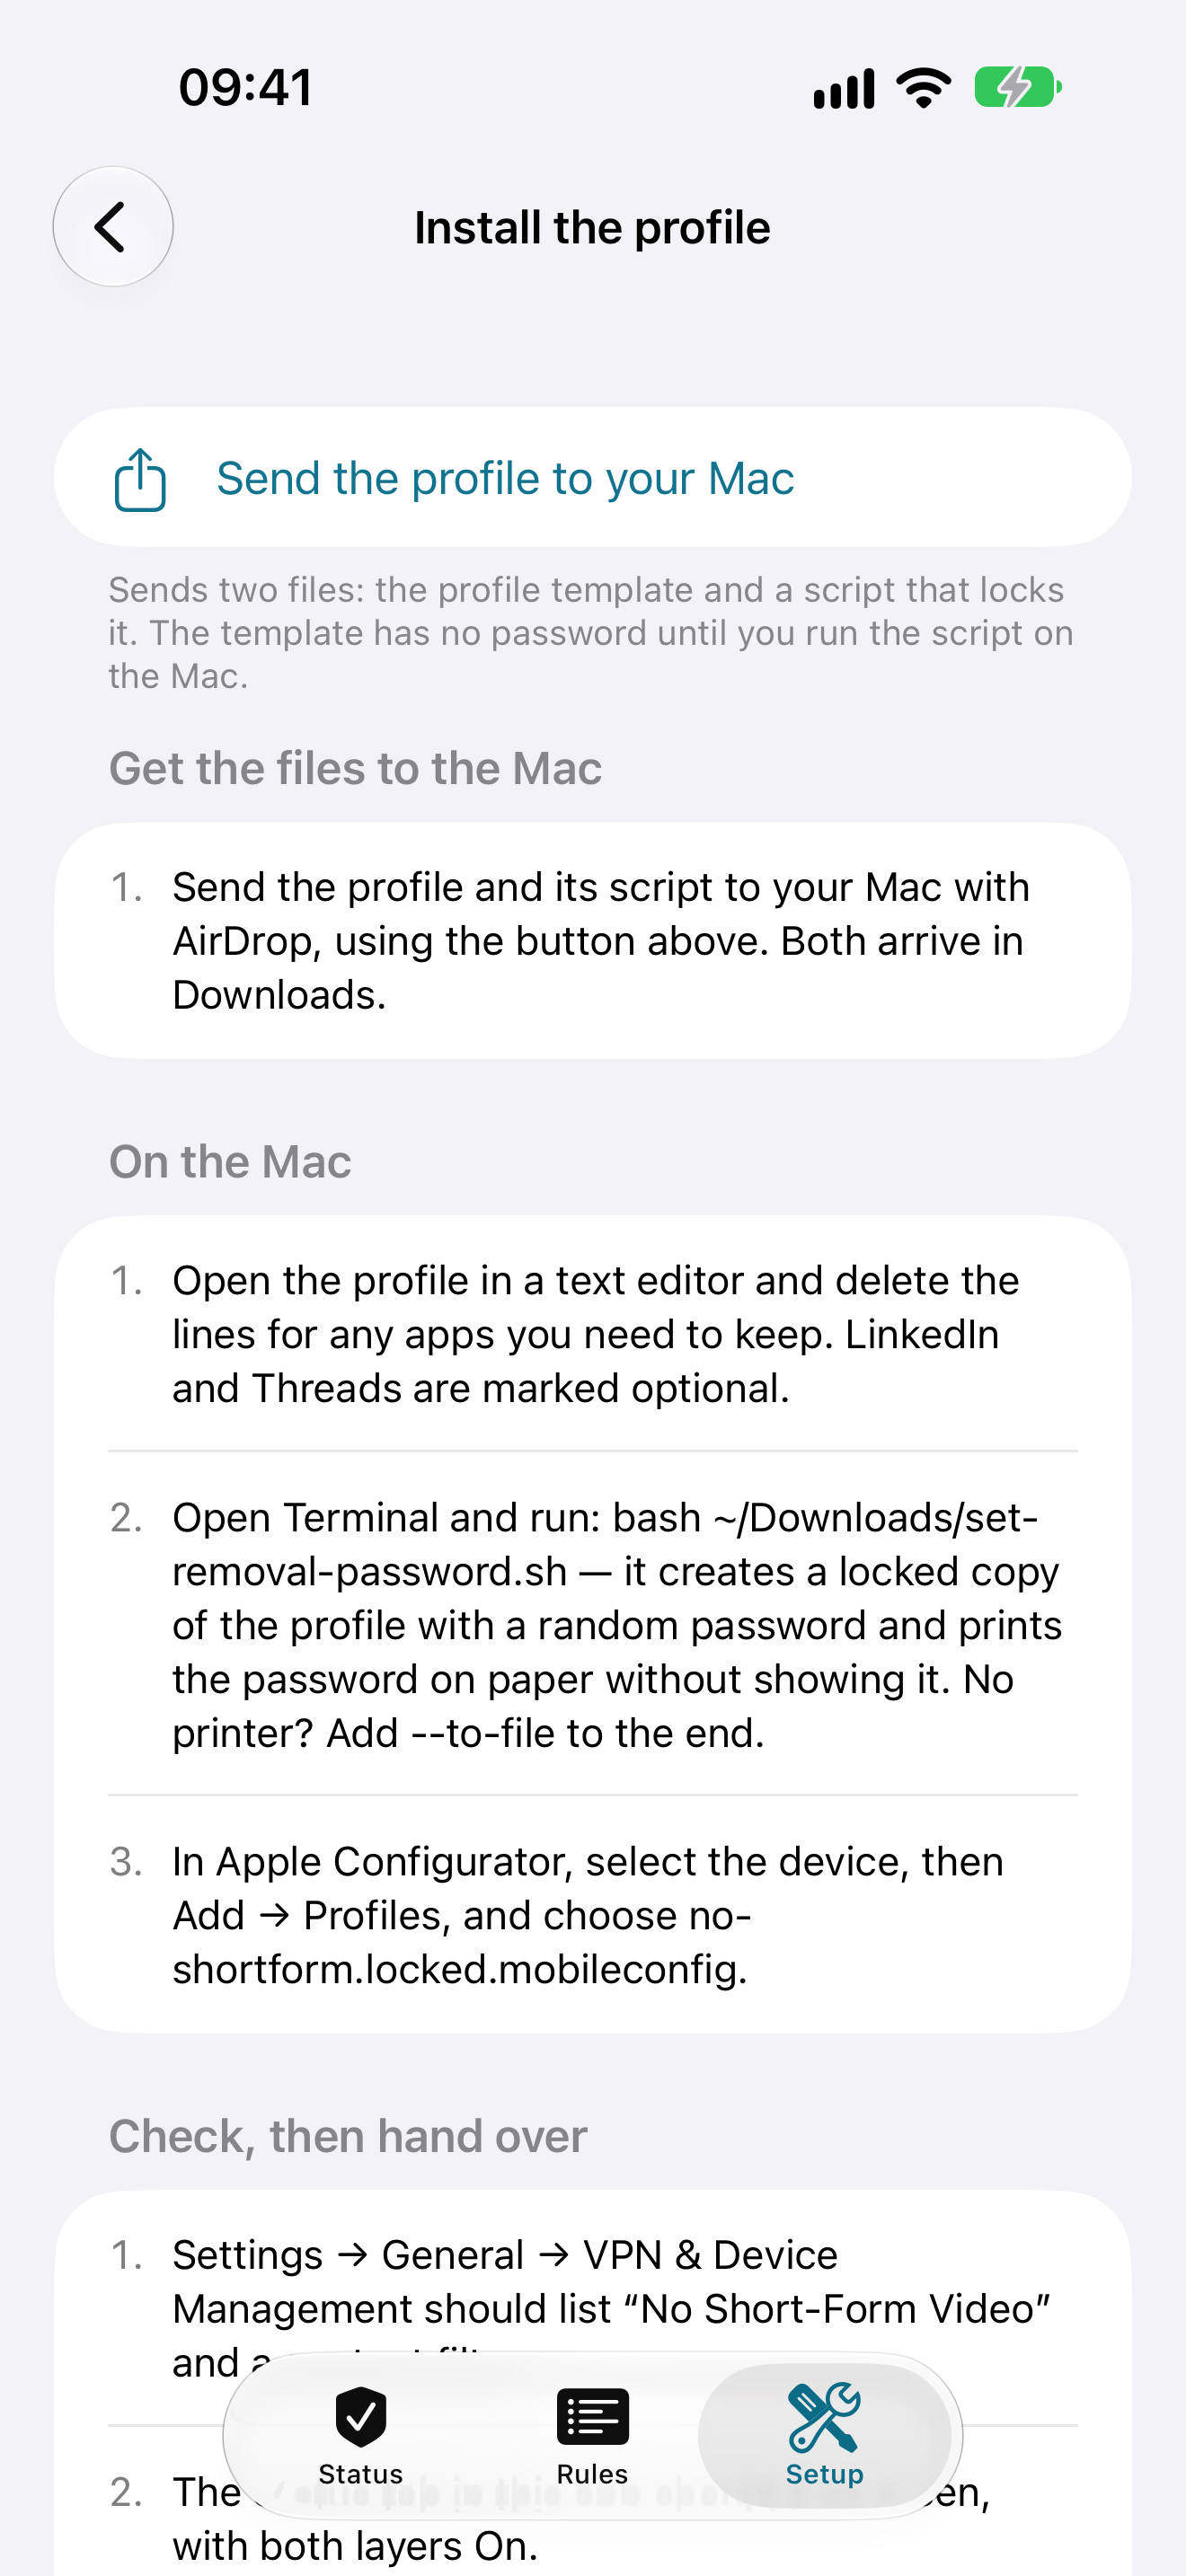 09:41
Install the profile
Send the profile to your Mac
Sends two files: the profile template and a script that locks
it. The template has no password until you run the script on
the Mac.
Get the files to the Mac
1. Send the profile and its script to your Mac with
AirDrop, using the button above. Both arrive in
Downloads.
On the Mac
1. Open the profile in a text editor and delete the
lines for any apps you need to keep. LinkedIn
and Threads are marked optional.
2. Open Terminal and run: bash ~/Downloads/set-
removal-password.sh — it creates a locked copy
of the profile with a random password and prints
the password on paper without showing it. No
printer? Add --to-file to the end.
3. In Apple Configurator, select the device, then
Add → Profiles, and choose no-
shortform.locked.mobileconfig.
Check, then hand over
1. Settings → General → VPN & Device
Management should list “No Short-Form Video”
and
2. The
with both layers On.
Status
Rules
Setup